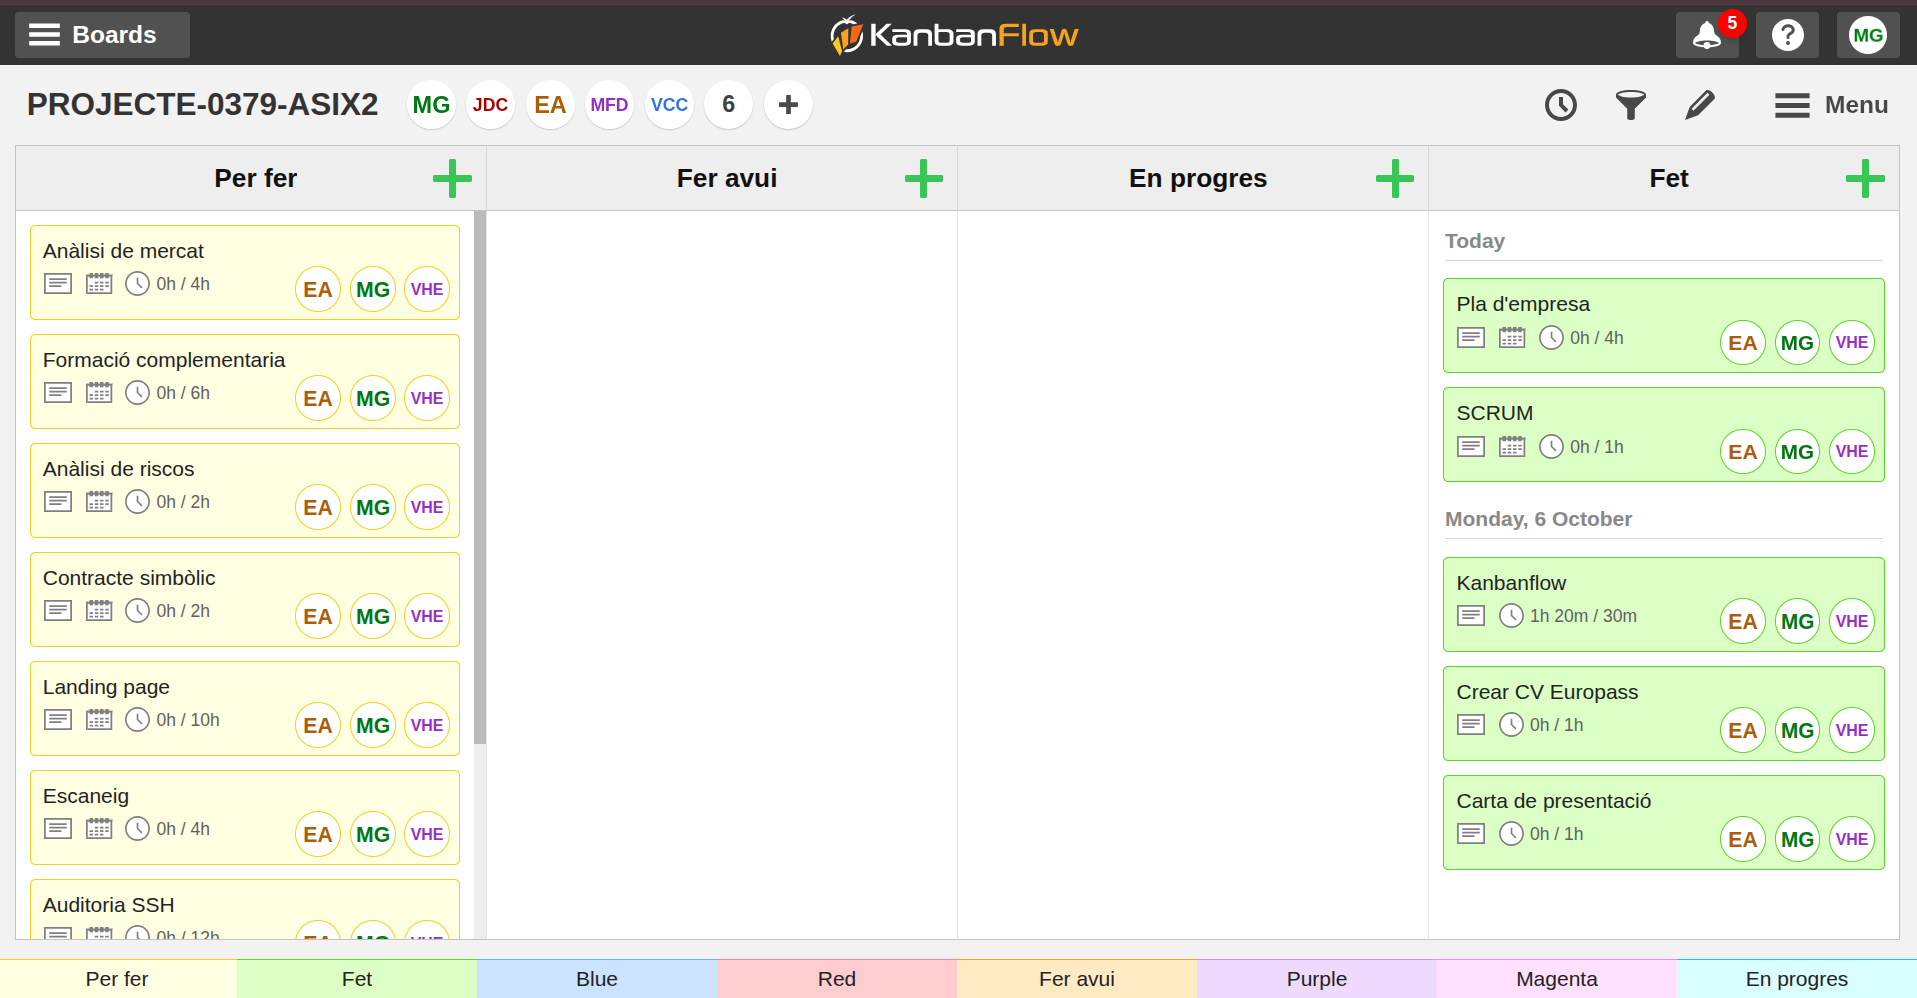 Boards
KanbanFlow
5
?
MG
PROJECTE-0379-ASIX2
MG JDC EA MFD VCC 6 +
Menu
Per fer
Fer avui
En progres
Fet
Anàlisi de mercat
0h / 4h
EA MG VHE
Formació complementaria
0h / 6h
EA MG VHE
Anàlisi de riscos
0h / 2h
EA MG VHE
Contracte simbòlic
0h / 2h
EA MG VHE
Landing page
0h / 10h
EA MG VHE
Escaneig
0h / 4h
EA MG VHE
Auditoria SSH
0h / 12h
EA MG VHE
Today
Pla d'empresa
0h / 4h
EA MG VHE
SCRUM
0h / 1h
EA MG VHE
Monday, 6 October
Kanbanflow
1h 20m / 30m
EA MG VHE
Crear CV Europass
0h / 1h
EA MG VHE
Carta de presentació
0h / 1h
EA MG VHE
Per fer
Fet
Blue
Red
Fer avui
Purple
Magenta
En progres